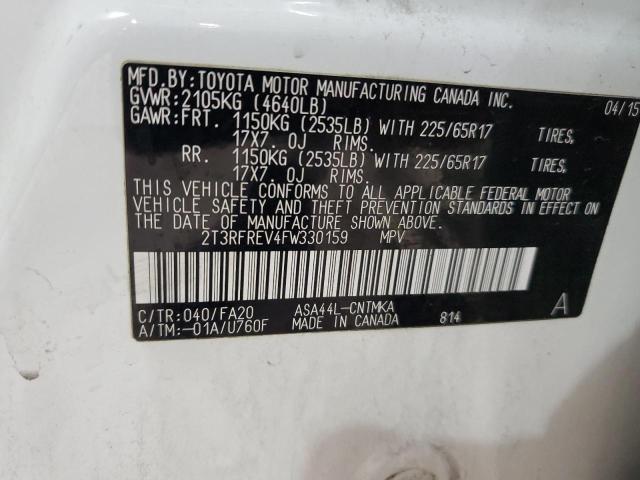 MFD.BY:TOYOTA MOTOR MANUFACTURING CANADA INC. 04/15
GVWR:2105KG (4640LB)
GAWR:FRT. 1150KG (2535LB) WITH 225/65R17 TIRES,
17X7. 0J RIMS.
RR. 1150KG (2535LB) WITH 225/65R17 TIRES,
17X7. 0J RIMS.
THIS VEHICLE CONFORMS TO ALL APPLICABLE FEDERAL MOTOR
VEHICLE SAFETY AND THEFT PREVENTION STANDARDS IN EFFECT ON
THE DATE OF MANUFACTURE SHOWN ABOVE.
2T3RFREV4FW330159 MPV
C/TR:040/FA20 ASA44L-CNTMKA A
A/TM:-01A/U760F MADE IN CANADA 814